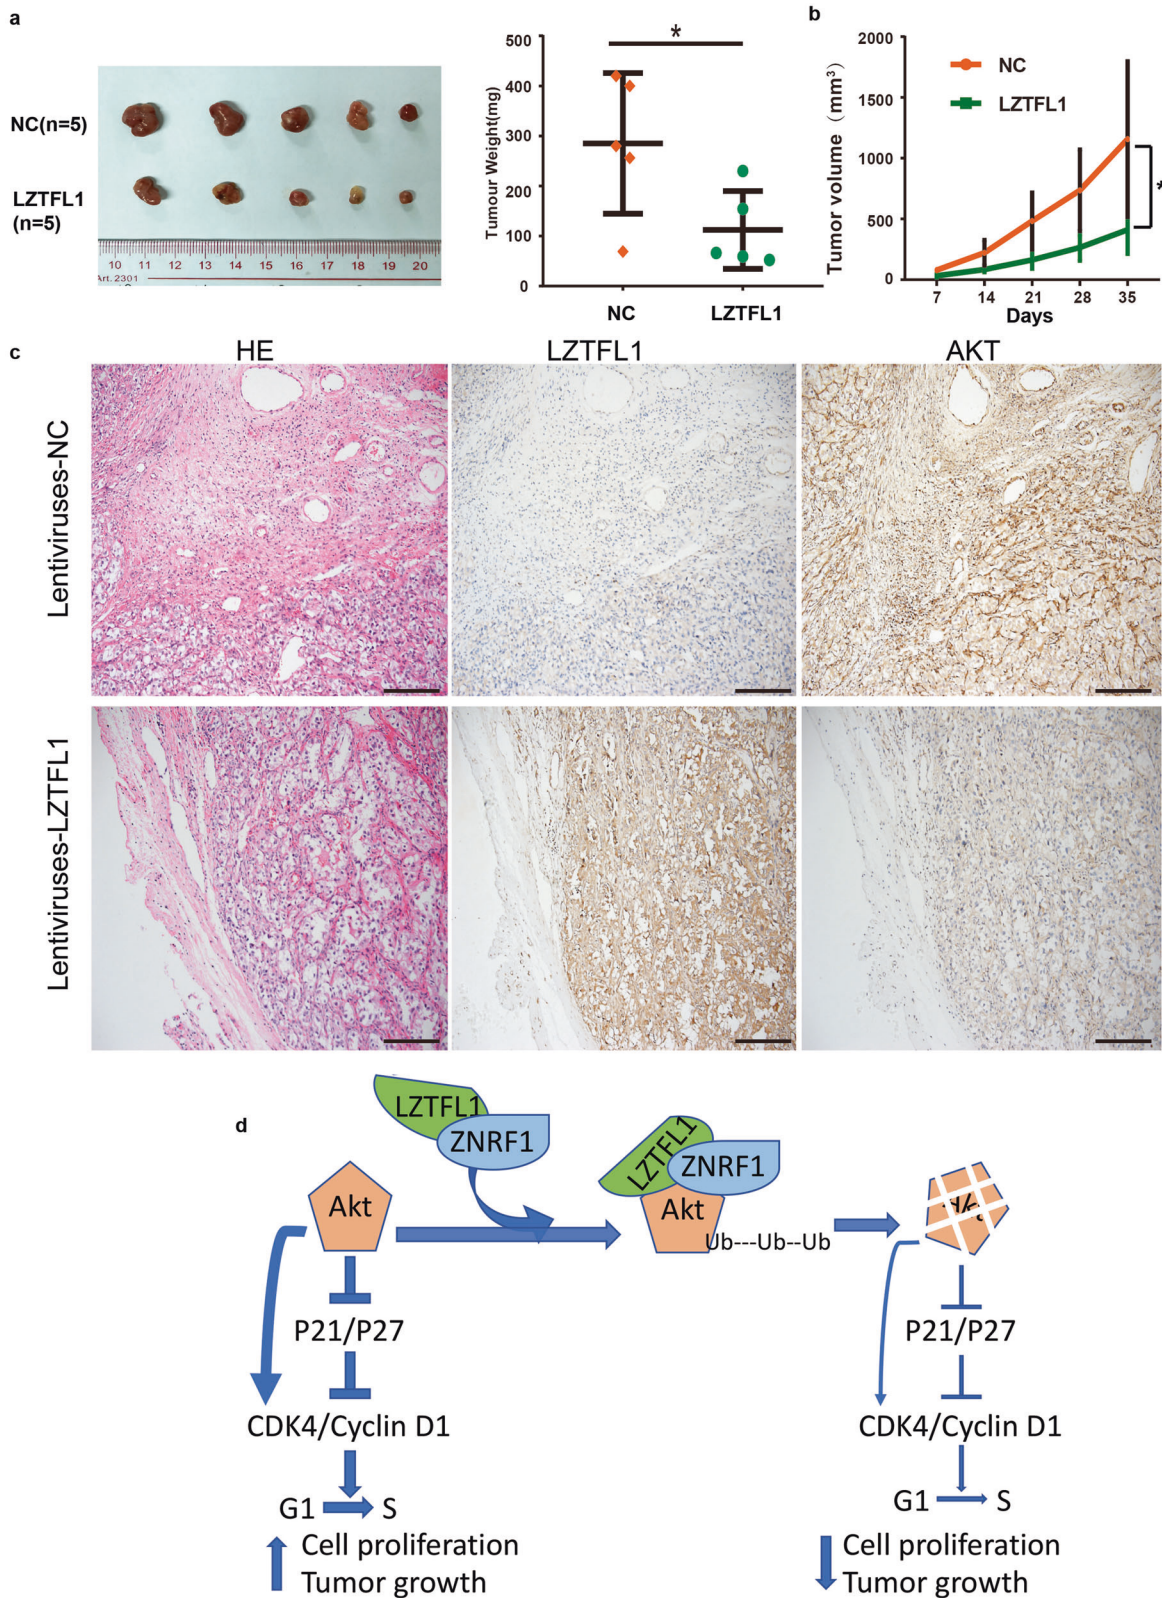 a
NC(n=5)
LZTFL1
(n=5)
10 11 12 13 14 15 16 17 18 19 20
Art. 2301
Tumour Weight(mg)
500
400
300
200
100
0
*
NC
LZTFL1
b
Tumor volume (mm³)
2000
1500
1000
500
0
NC
LZTFL1
*
7 14 21 28 35
Days
c
HE
LZTFL1
AKT
Lentiviruses-NC
Lentiviruses-LZTFL1
d
LZTFL1
ZNRF1
Akt
LZTFL1
ZNRF1
Akt
Ub---Ub--Ub
P21/P27
CDK4/Cyclin D1
G1 S
Cell proliferation
Tumor growth
P21/P27
CDK4/Cyclin D1
G1 S
Cell proliferation
Tumor growth